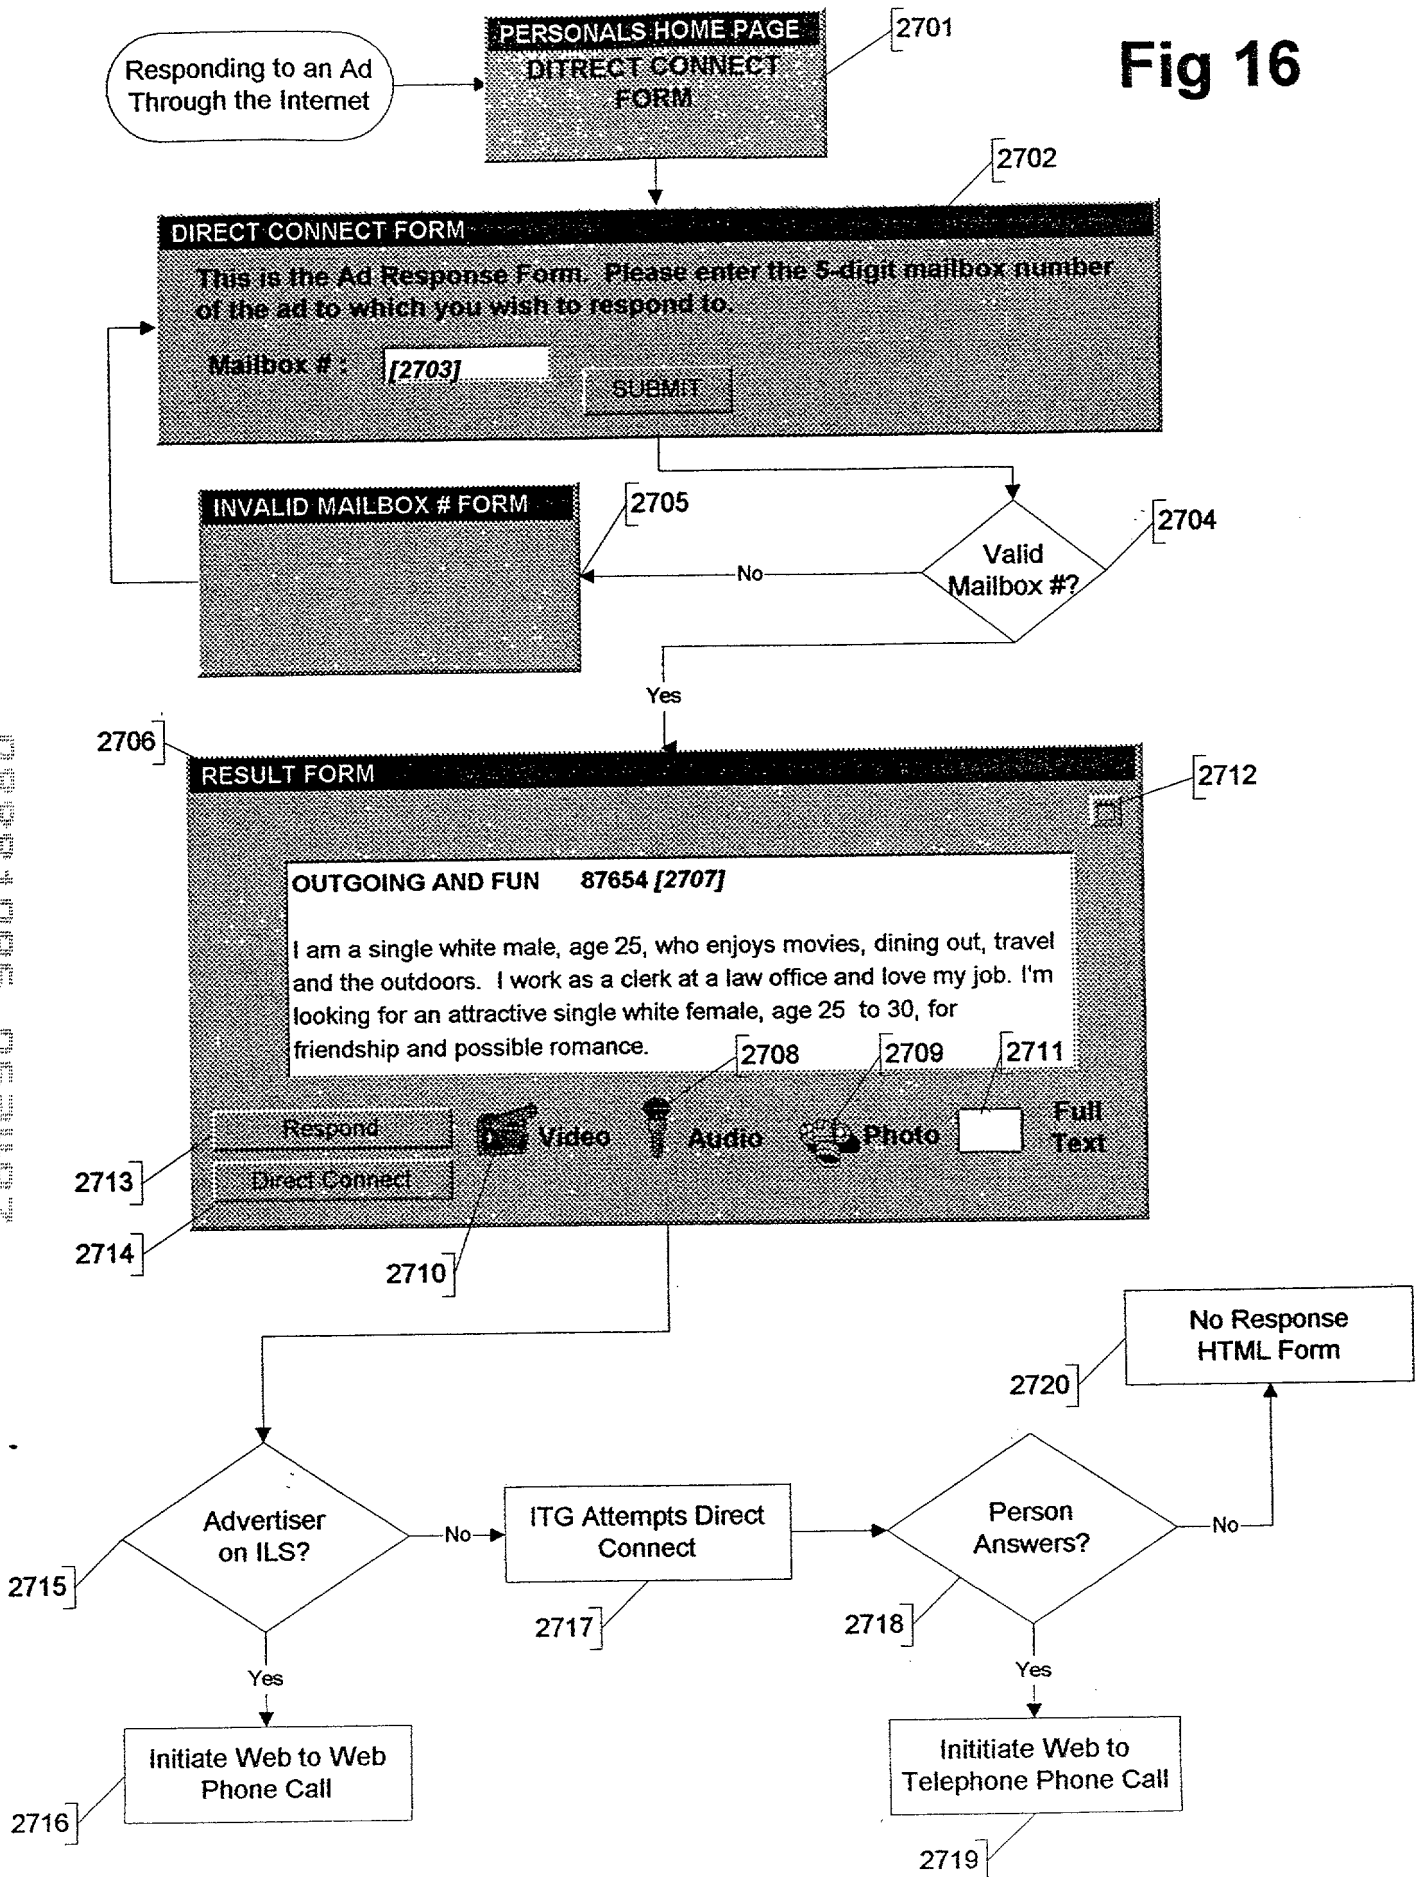 Fig 16
Responding to an Ad
Through the Internet
PERSONALS HOME PAGE
DITRECT CONNECT
FORM
2701
2702
DIRECT CONNECT FORM
This is the Ad Response Form. Please enter the 5-digit mailbox number
of the ad to which you wish to respond to.
Mailbox # :
[2703]
SUBMIT
INVALID MAILBOX # FORM
2705
2704
Valid
Mailbox #?
No
Yes
2706
RESULT FORM
2712
OUTGOING AND FUN 87654 [2707]
I am a single white male, age 25, who enjoys movies, dining out, travel
and the outdoors. I work as a clerk at a law office and love my job. I'm
looking for an attractive single white female, age 25 to 30, for
friendship and possible romance.
2708
2709
2711
Respond
Video
Audio
Photo
Full
Text
Direct Connect
2713
2714
2710
No Response
HTML Form
2720
Advertiser
on ILS?
No
ITG Attempts Direct
Connect
Person
Answers?
No
2715
2717
2718
Yes
Yes
Initiate Web to Web
Phone Call
Inititiate Web to
Telephone Phone Call
2716
2719